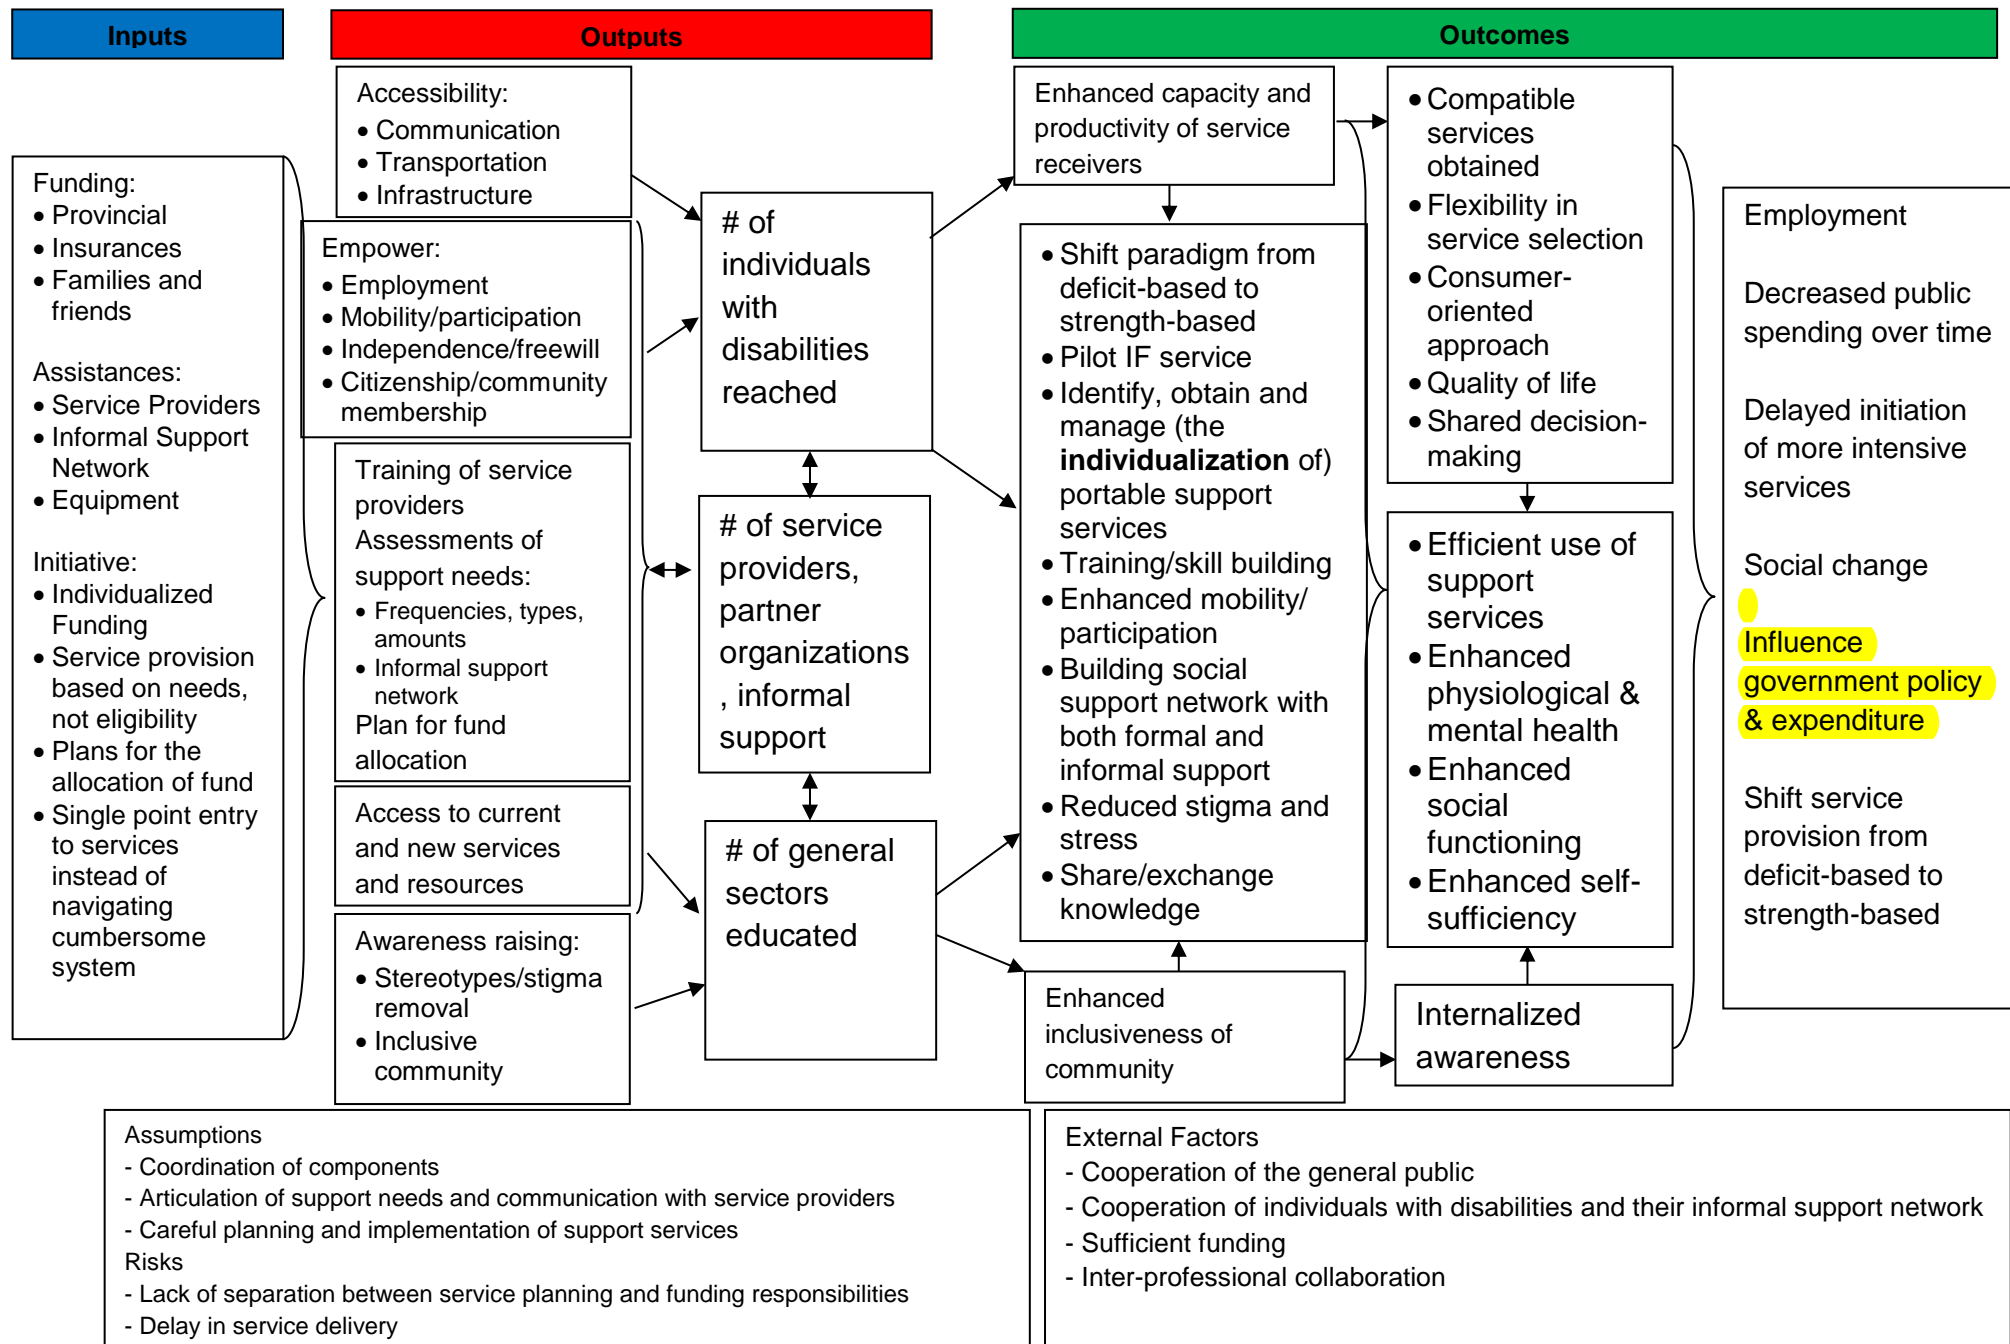 Inputs
Outputs
Outcomes
Funding:
• Provincial
• Insurances
• Families and
friends
Assistances:
• Service Providers
• Informal Support
Network
• Equipment
Initiative:
• Individualized
Funding
• Service provision
based on needs,
not eligibility
• Plans for the
allocation of fund
• Single point entry
to services
instead of
navigating
cumbersome
system
Accessibility:
• Communication
• Transportation
• Infrastructure
Empower:
• Employment
• Mobility/participation
• Independence/freewill
• Citizenship/community
membership
Training of service
providers
Assessments of
support needs:
• Frequencies, types,
amounts
• Informal support
network
Plan for fund
allocation
Access to current
and new services
and resources
Awareness raising:
• Stereotypes/stigma
removal
• Inclusive
community
# of
individuals
with
disabilities
reached
# of service
providers,
partner
organizations
, informal
support
# of general
sectors
educated
Enhanced capacity and
productivity of service
receivers
• Shift paradigm from
deficit-based to
strength-based
• Pilot IF service
• Identify, obtain and
manage (the
individualization of)
portable support
services
• Training/skill building
• Enhanced mobility/
participation
• Building social
support network with
both formal and
informal support
• Reduced stigma and
stress
• Share/exchange
knowledge
Enhanced
inclusiveness of
community
• Compatible
services
obtained
• Flexibility in
service selection
• Consumer-
oriented
approach
• Quality of life
• Shared decision-
making
• Efficient use of
support
services
• Enhanced
physiological &
mental health
• Enhanced
social
functioning
• Enhanced self-
sufficiency
Internalized
awareness
Employment
Decreased public
spending over time
Delayed initiation
of more intensive
services
Social change
Influence
government policy
& expenditure
Shift service
provision from
deficit-based to
strength-based
Assumptions
- Coordination of components
- Articulation of support needs and communication with service providers
- Careful planning and implementation of support services
Risks
- Lack of separation between service planning and funding responsibilities
- Delay in service delivery
External Factors
- Cooperation of the general public
- Cooperation of individuals with disabilities and their informal support network
- Sufficient funding
- Inter-professional collaboration